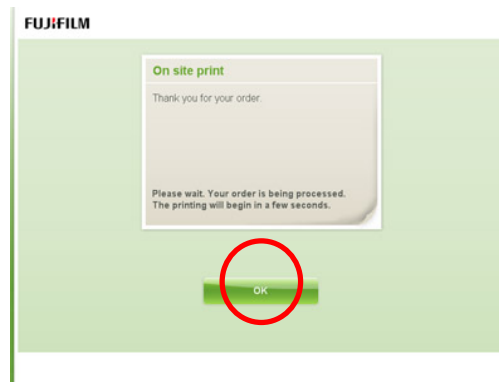 FUJIFILM
On site print
Thank you for your order.
Please wait. Your order is being processed.
The printing will begin in a few seconds.
OK